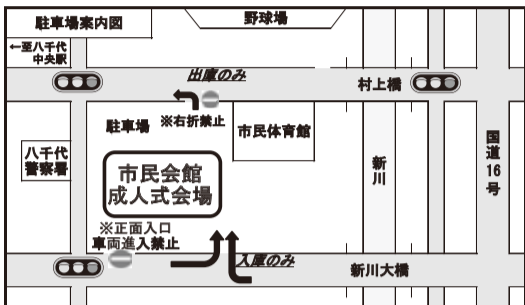 駐車場案内図
野球場
←至八千代
中央駅
出庫のみ
村上橋
※右折禁止
駐車場
市民体育館
八千代
警察署
市民会館
成人式会場
新川
国道16号
※正面入口
車両進入禁止
入庫のみ
新川大橋